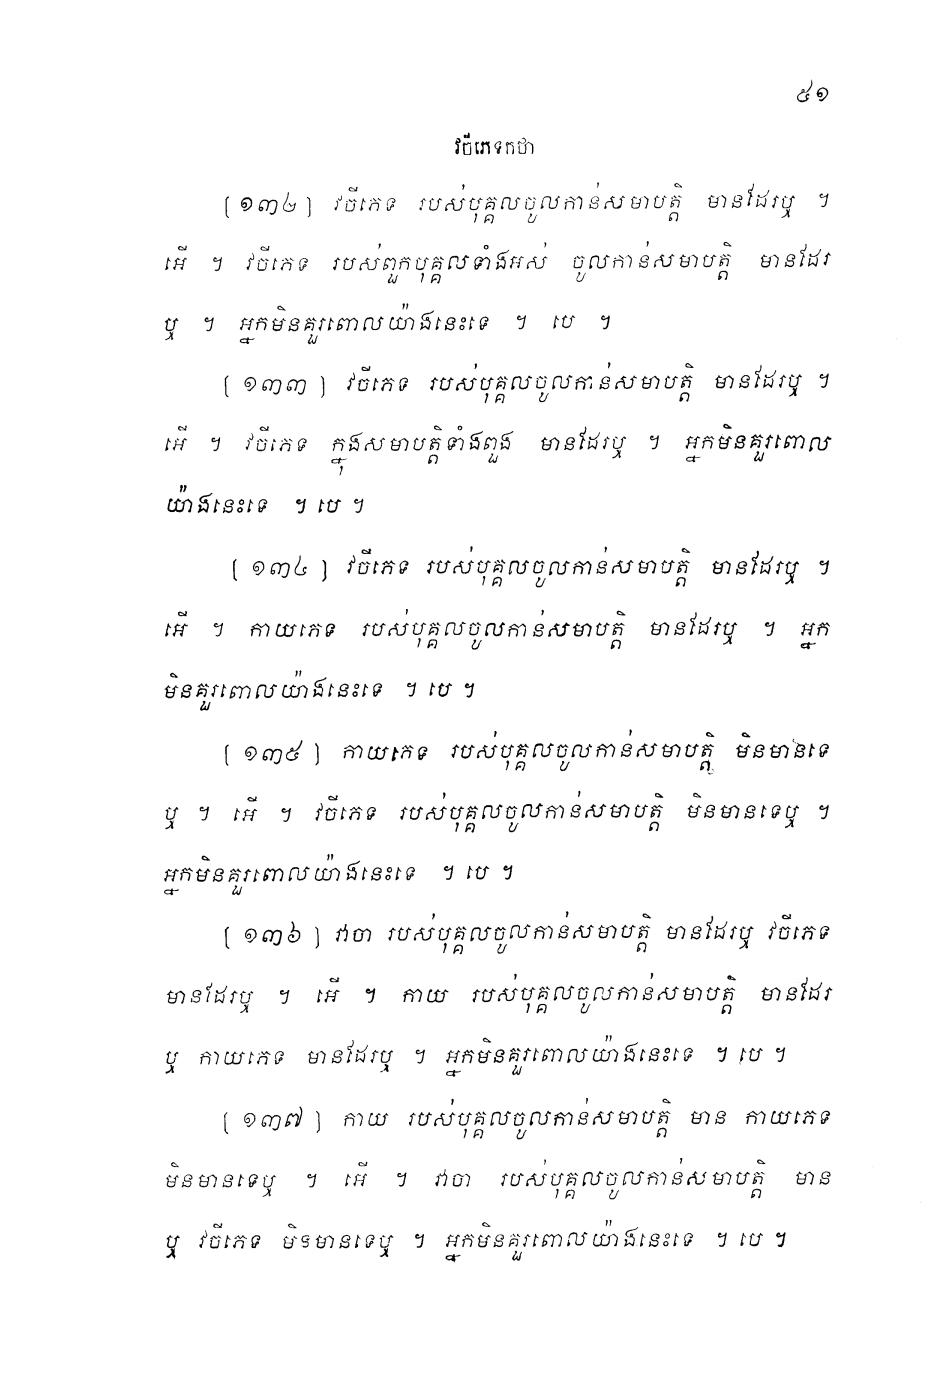 ៥១
វចីភេទកថា
[១៣២] វចីភេទ របស់បុគ្គលចូលកាន់សមាបត្តិ មានដែរឬ ។
អើ ។ វចីភេទ របស់ពួកបុគ្គលទាំងអស់ ចូលកាន់សមាបត្តិ មានដែរ
ឬ ។ អ្នកមិនគួរពោលយ៉ាងនេះទេ ។ បេ ។
[១៣៣] វចីភេទ របស់បុគ្គលចូលកាន់សមាបត្តិ មានដែរឬ ។
អើ ។ វចីភេទ ក្នុងសមាបត្តិទាំងពួង មានដែរឬ ។ អ្នកមិនគួរពោល
យ៉ាងនេះទេ ។ បេ ។
[១៣៤] វចីភេទ របស់បុគ្គលចូលកាន់សមាបត្តិ មានដែរឬ ។
អើ ។ កាយភេទ របស់បុគ្គលចូលកាន់សមាបត្តិ មានដែរឬ ។ អ្នក
មិនគួរពោលយ៉ាងនេះទេ ។ បេ ។
[១៣៥] កាយភេទ របស់បុគ្គលចូលកាន់សមាបត្តិ មិនមានទេ
ឬ ។ អើ ។ វចីភេទ របស់បុគ្គលចូលកាន់សមាបត្តិ មិនមានទេឬ ។
អ្នកមិនគួរពោលយ៉ាងនេះទេ ។ បេ ។
[១៣៦] វាចា របស់បុគ្គលចូលកាន់សមាបត្តិ មានដែរឬ វចីភេទ
មានដែរឬ ។ អើ ។ កាយ របស់បុគ្គលចូលកាន់សមាបត្តិ មានដែរ
ឬ កាយភេទ មានដែរឬ ។ អ្នកមិនគួរពោលយ៉ាងនេះទេ ។ បេ ។
[១៣៧] កាយ របស់បុគ្គលចូលកាន់សមាបត្តិ មាន កាយភេទ
មិនមានទេឬ ។ អើ ។ វាចា របស់បុគ្គលចូលកាន់សមាបត្តិ មាន
ឬ វចីភេទ មិនមានទេឬ ។ អ្នកមិនគួរពោលយ៉ាងនេះទេ ។ បេ ។